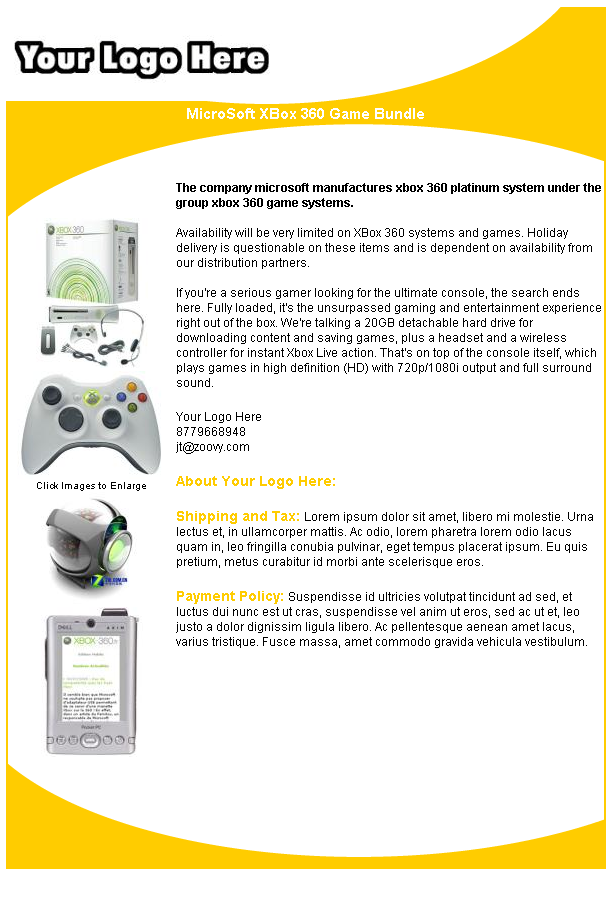 Your Logo Here
MicroSoft XBox 360 Game Bundle
The company microsoft manufactures xbox 360 platinum system under the
group xbox 360 game systems.
Availability will be very limited on XBox 360 systems and games. Holiday
delivery is questionable on these items and is dependent on availability from
our distribution partners.
If you're a serious gamer looking for the ultimate console, the search ends
here. Fully loaded, it's the unsurpassed gaming and entertainment experience
right out of the box. We're talking a 20GB detachable hard drive for
downloading content and saving games, plus a headset and a wireless
controller for instant Xbox Live action. That's on top of the console itself, which
plays games in high definition (HD) with 720p/1080i output and full surround
sound.
Your Logo Here
8779668948
jt@zoovy.com
About Your Logo Here:
Shipping and Tax: Lorem ipsum dolor sit amet, libero mi molestie. Urna
lectus et, in ullamcorper mattis. Ac odio, lorem pharetra lorem odio lacus
quam in, leo fringilla conubia pulvinar, eget tempus placerat ipsum. Eu quis
pretium, metus curabitur id morbi ante scelerisque eros.
Payment Policy: Suspendisse id ultricies volutpat tincidunt ad sed, et
luctus dui nunc est ut cras, suspendisse vel anim ut eros, sed ac ut et, leo
justo a dolor dignissim ligula libero. Ac pellentesque aenean amet lacus,
varius tristique. Fusce massa, amet commodo gravida vehicula vestibulum.
XBOX 360
Click Images to Enlarge
DELL AXIM
XBOX 360
Pocket PC